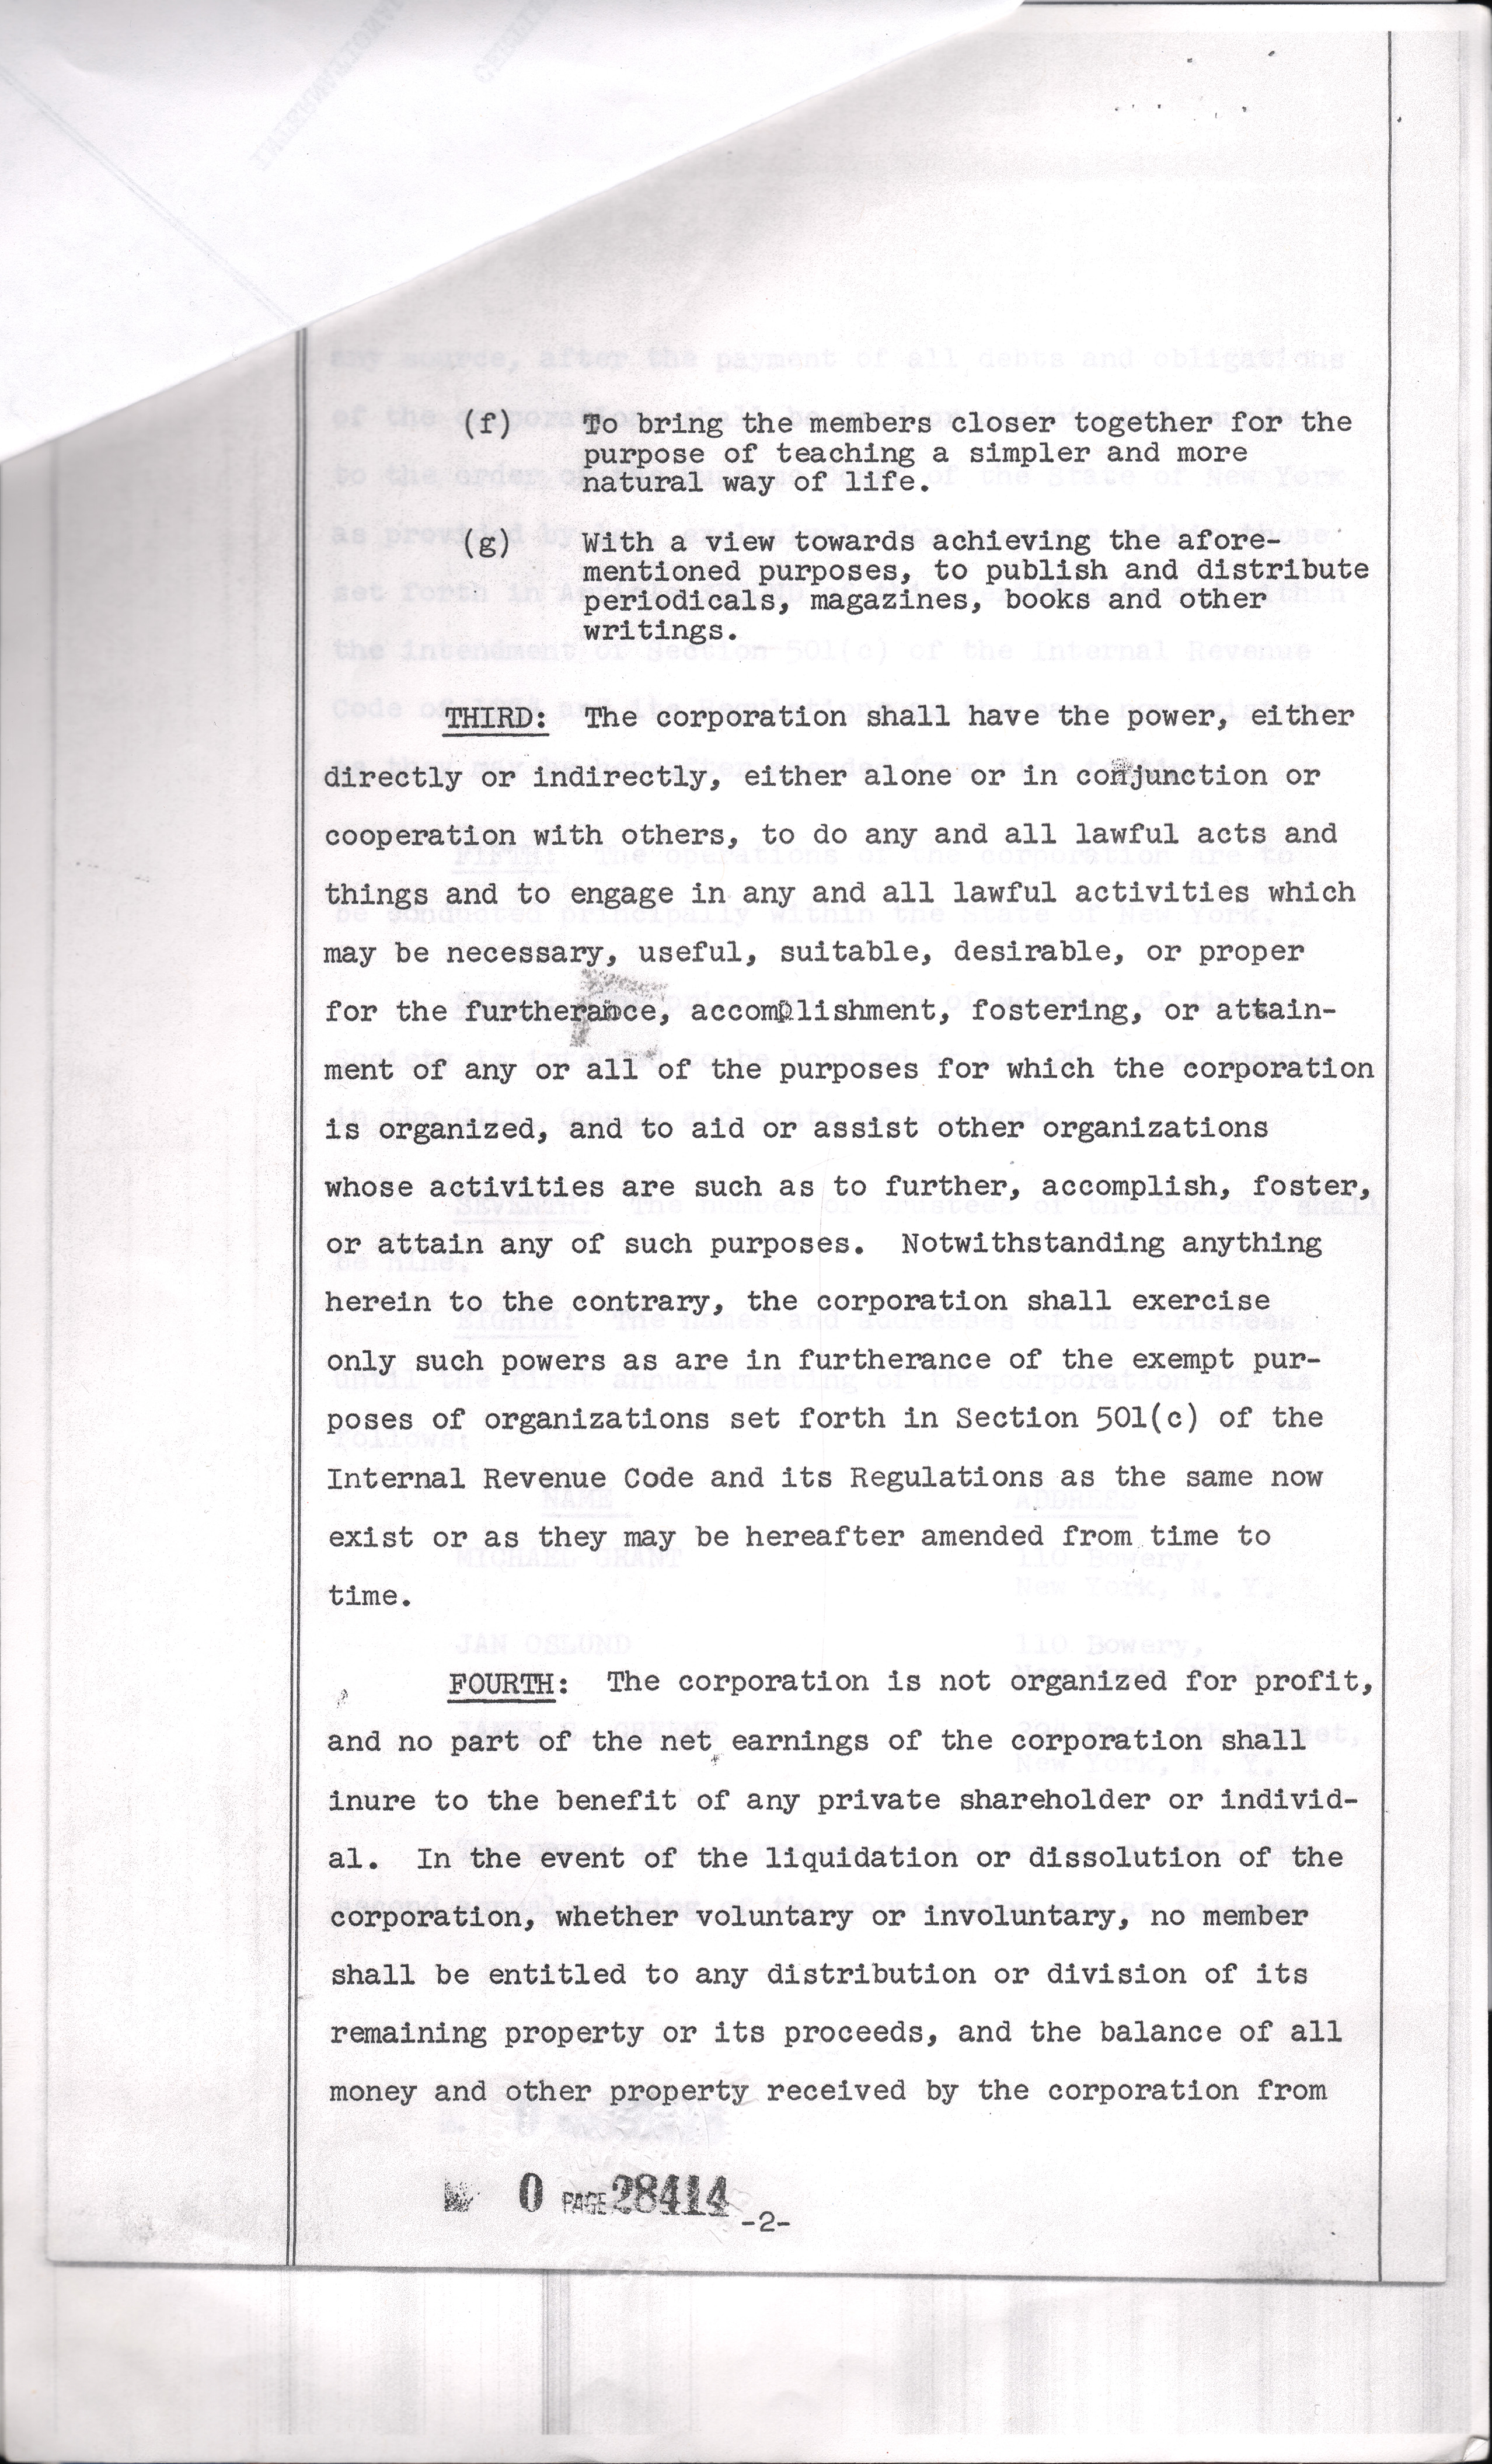 (f) To bring the members closer together for the
purpose of teaching a simpler and more
natural way of life.
(g) With a view towards achieving the afore-
mentioned purposes, to publish and distribute
periodicals, magazines, books and other
writings.
THIRD: The corporation shall have the power, either
directly or indirectly, either alone or in conjunction or
cooperation with others, to do any and all lawful acts and
things and to engage in any and all lawful activities which
may be necessary, useful, suitable, desirable, or proper
for the furtherance, accomplishment, fostering, or attain-
ment of any or all of the purposes for which the corporation
is organized, and to aid or assist other organizations
whose activities are such as to further, accomplish, foster,
or attain any of such purposes. Notwithstanding anything
herein to the contrary, the corporation shall exercise
only such powers as are in furtherance of the exempt pur-
poses of organizations set forth in Section 501(c) of the
Internal Revenue Code and its Regulations as the same now
exist or as they may be hereafter amended from time to
time.
FOURTH: The corporation is not organized for profit,
and no part of the net earnings of the corporation shall
inure to the benefit of any private shareholder or individ-
al. In the event of the liquidation or dissolution of the
corporation, whether voluntary or involuntary, no member
shall be entitled to any distribution or division of its
remaining property or its proceeds, and the balance of all
money and other property received by the corporation from
0 PAGE 28414
-2-